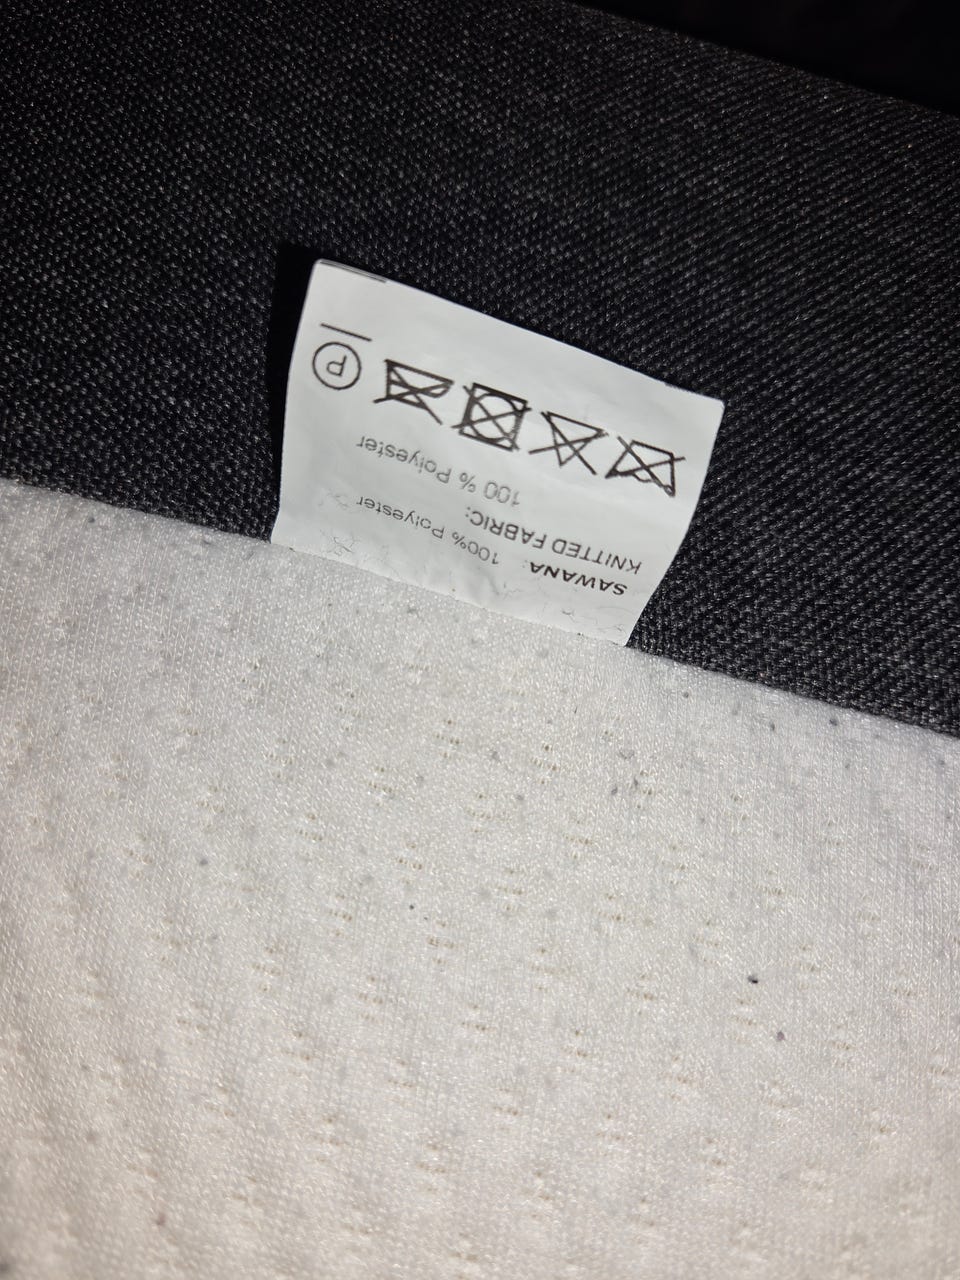 SAWANA: 100% Polyester
KNITTED FABRIC:
100 % Polyester
P